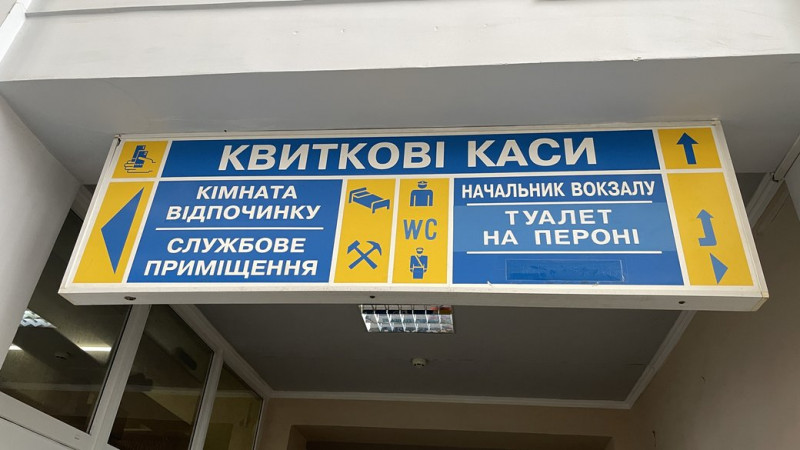 КВИТКОВІ КАСИ
КІМНАТА
ВІДПОЧИНКУ
СЛУЖБОВЕ
ПРИМІЩЕННЯ
WC
НАЧАЛЬНИК ВОКЗАЛУ
ТУАЛЕТ
НА ПЕРОНІ